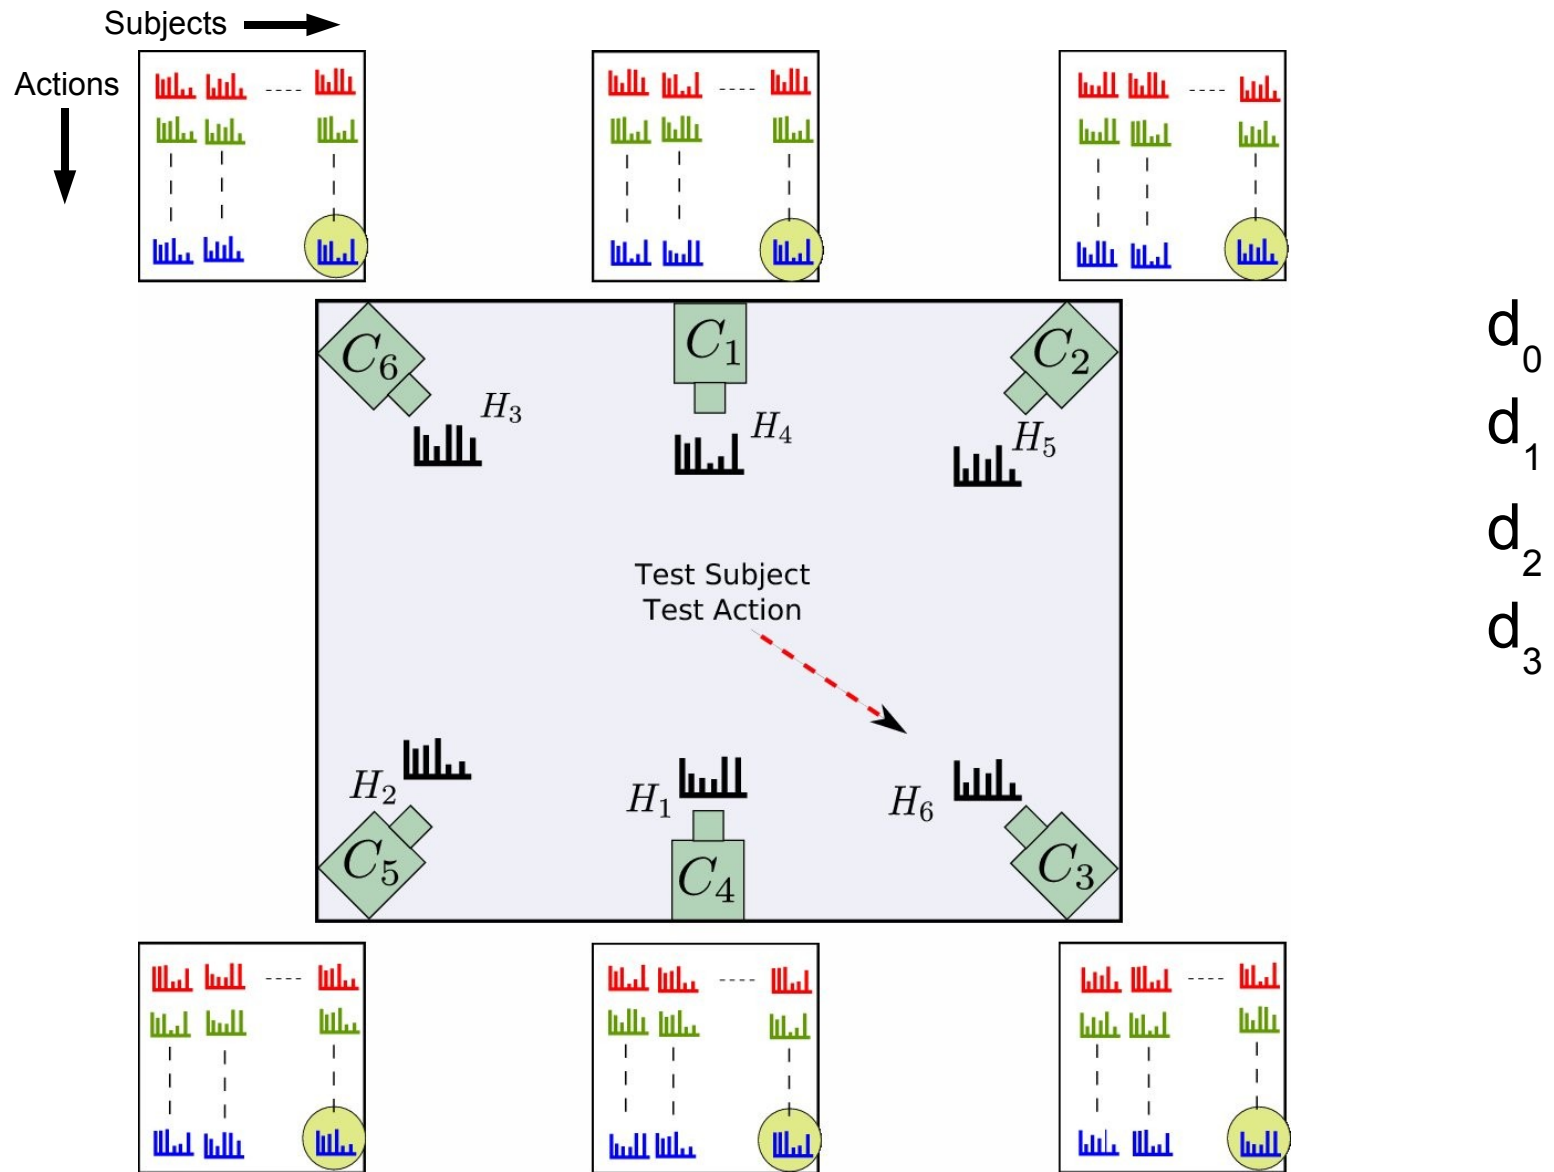 Subjects
Actions
C6
C1
C2
H3
H4
H5
Test Subject
Test Action
H2
H1
H6
C5
C4
C3
d0
d1
d2
d3